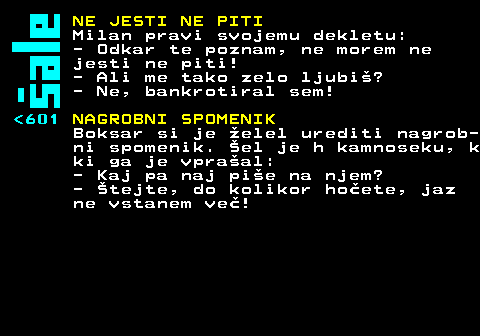 Šale
NE JESTI NE PITI
Milan pravi svojemu dekletu:
- Odkar te poznam, ne morem ne
jesti ne piti!
- Ali me tako zelo ljubiš?
- Ne, bankrotiral sem!
<601 NAGROBNI SPOMENIK
Boksar si je želel urediti nagrob-
ni spomenik. Šel je h kamnoseku, k
ki ga je vprašal:
- Kaj pa naj piše na njem?
- Štejte, do kolikor hočete, jaz
ne vstanem več!